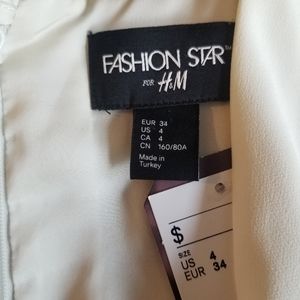 FASHION STAR™
FOR H&M
EUR 34
US 4
CA 4
CN 160/80A
Made in
Turkey
$
SIZE
US 4
EUR 34